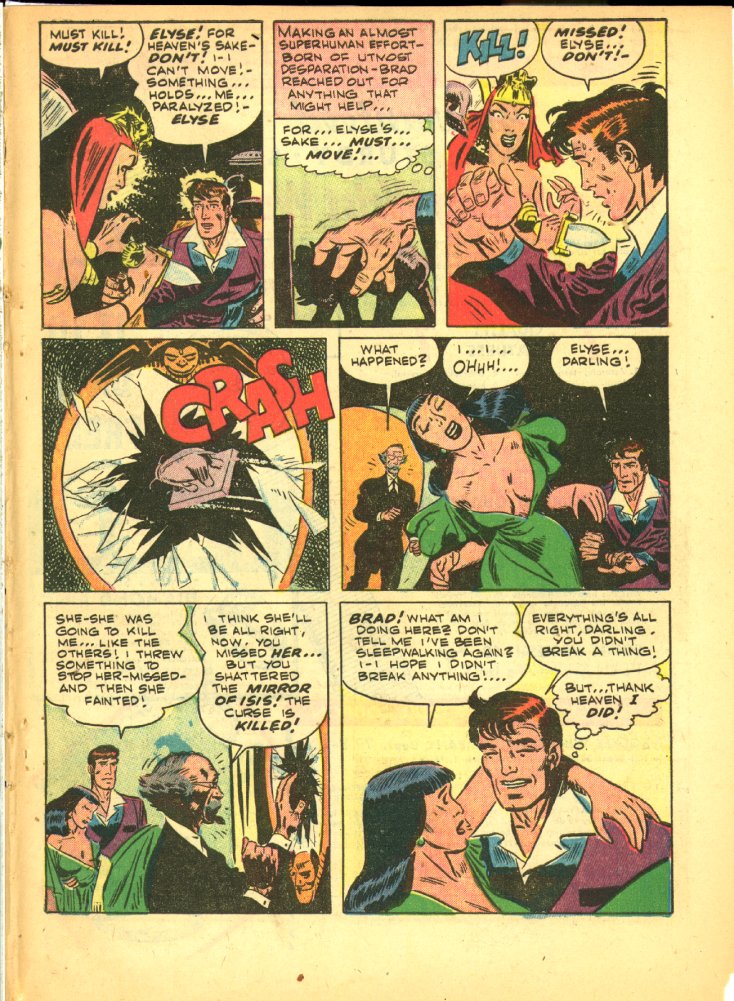 MUST KILL!
MUST KILL!
ELYSE! FOR
HEAVEN'S SAKE-
DON'T! I-I
CAN'T MOVE!-
SOMETHING...
HOLDS...ME...
PARALYZED!-
ELYSE
MAKING AN ALMOST
SUPERHUMAN EFFORT-
BORN OF UTMOST
DESPARATION-BRAD
REACHED OUT FOR
ANYTHING THAT
MIGHT HELP...
FOR...ELYSE'S...
SAKE...MUST...
MOVE!...
KILL!
MISSED!
ELYSE...
DON'T!-
CRASH
WHAT
HAPPENED?
I...I...
OHHH!...
ELYSE...
DARLING!
SHE-SHE WAS
GOING TO KILL
ME...LIKE THE
OTHERS! I THREW
SOMETHING TO
STOP HER-MISSED-
AND THEN SHE
FAINTED!
I THINK SHE'LL
BE ALL RIGHT,
NOW. YOU
MISSED HER...
BUT YOU
SHATTERED
THE MIRROR
OF ISIS! THE
CURSE IS
KILLED!
BRAD! WHAT AM I
DOING HERE? DON'T
TELL ME I'VE BEEN
SLEEPWALKING AGAIN?
I-I HOPE I DIDN'T
BREAK ANYTHING!...
EVERYTHING'S ALL
RIGHT, DARLING.
YOU DIDN'T
BREAK A THING!
BUT...THANK
HEAVEN I
DID!